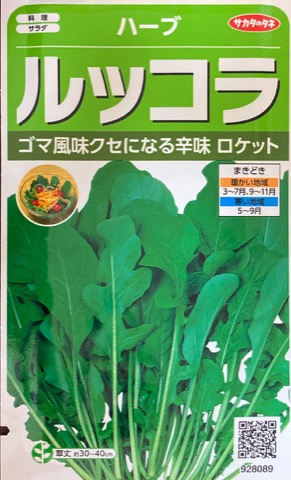 料理
サラダ
ハーブ
サカタのタネ
ルッコラ
ゴマ風味クセになる辛味 ロケット
まきどき
暖かい地域
3〜7月、9〜11月
寒い地域
5〜9月
草丈 約30〜40cm
928089